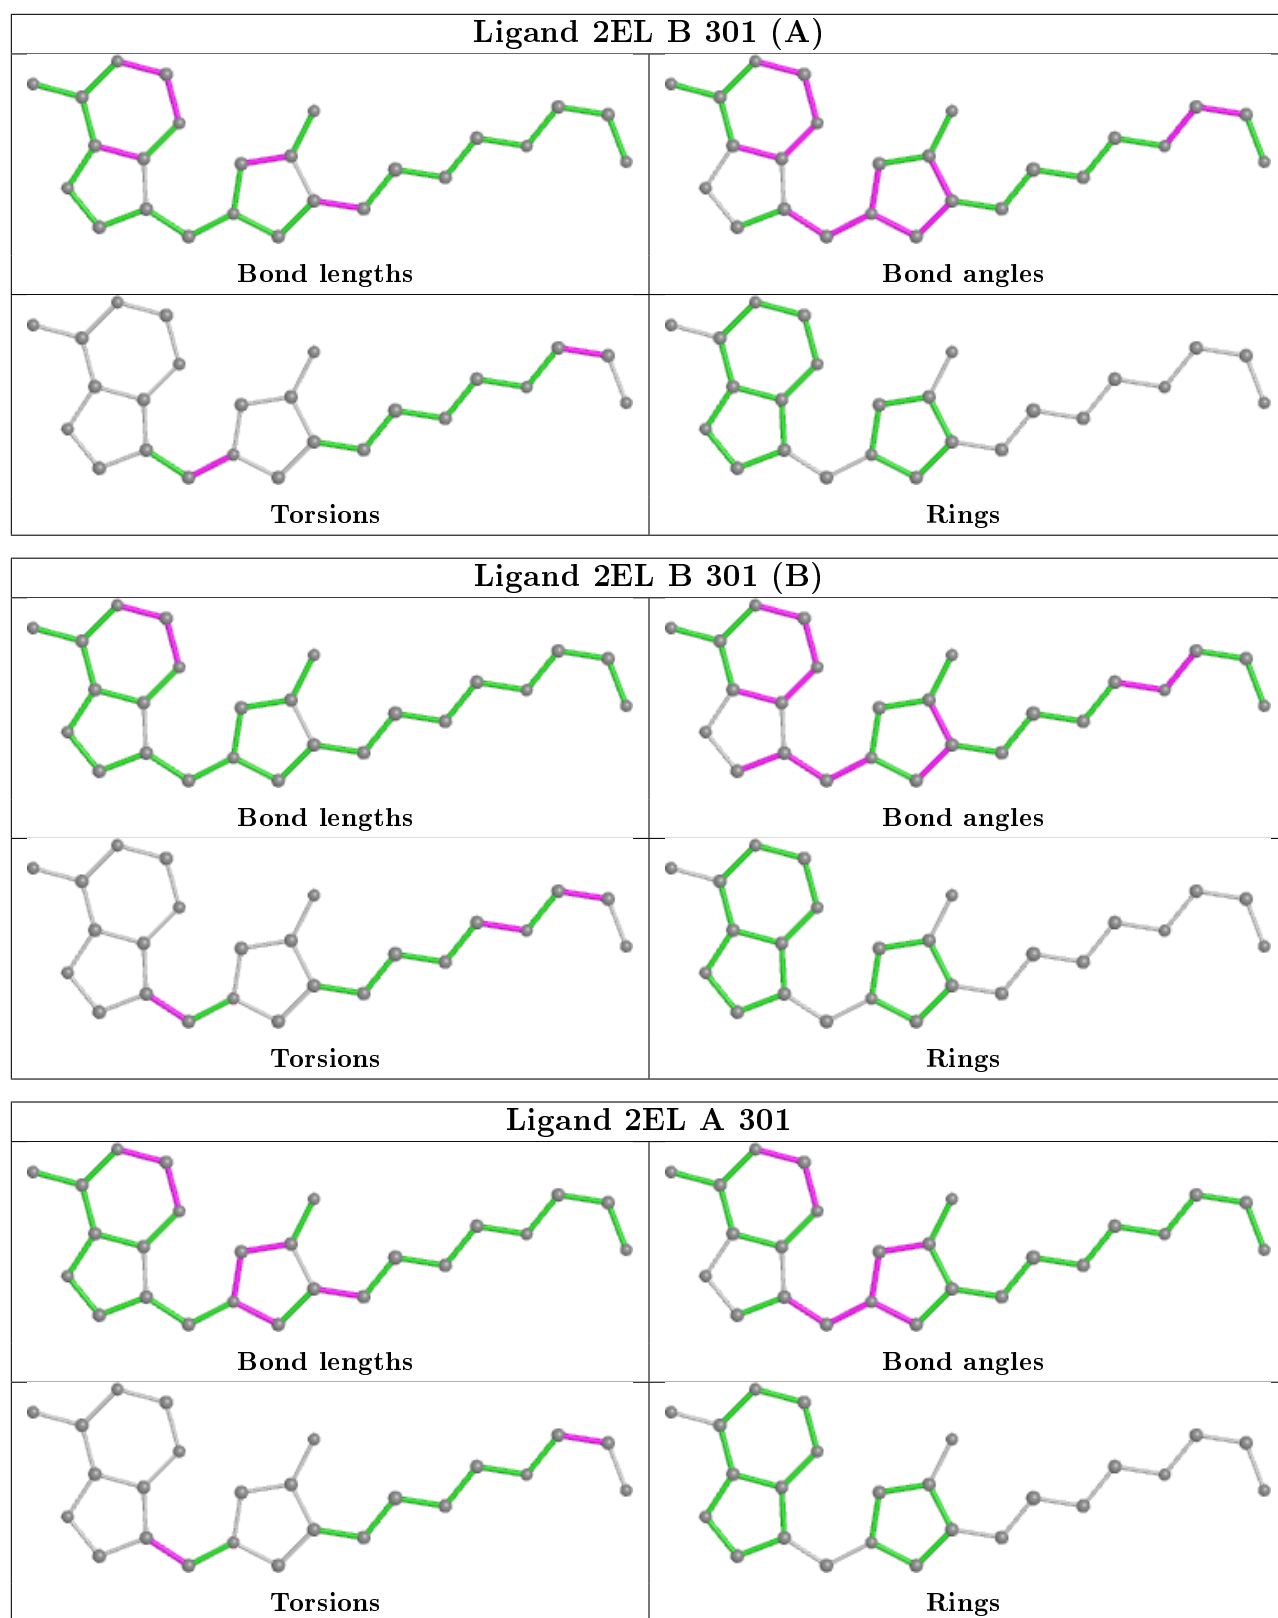 Ligand 2EL B 301 (A)
Bond lengths
Bond angles
Torsions
Rings
Ligand 2EL B 301 (B)
Bond lengths
Bond angles
Torsions
Rings
Ligand 2EL A 301
Bond lengths
Bond angles
Torsions
Rings